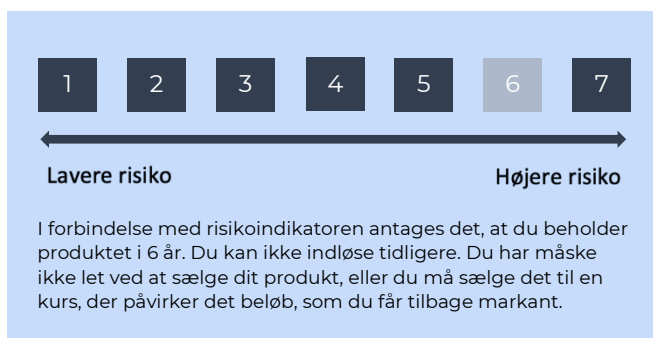 1 2 3 4 5 6 7
Lavere risiko Højere risiko
I forbindelse med risikoindikatoren antages det, at du beholder
produktet i 6 år. Du kan ikke indløse tidligere. Du har måske
ikke let ved at sælge dit produkt, eller du må sælge det til en
kurs, der påvirker det beløb, som du får tilbage markant.